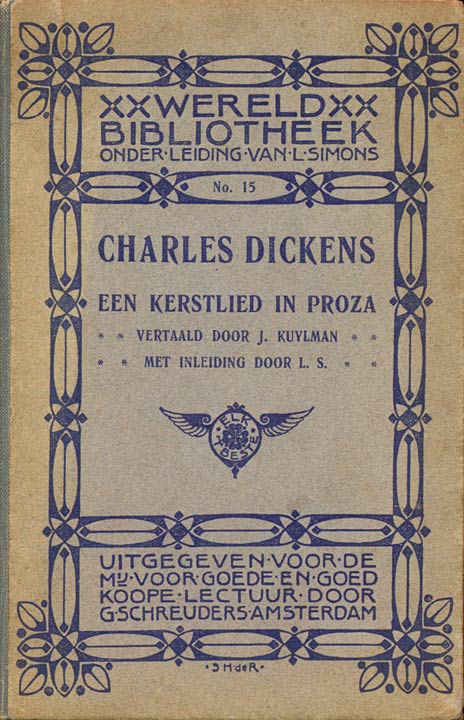 ××WERELD××
BIBLIOTHEEK
ONDER·LEIDING·VAN·L·SIMONS
No. 15
CHARLES DICKENS
EEN KERSTLIED IN PROZA
* * VERTAALD DOOR J. KUYLMAN * *
* * MET INLEIDING DOOR L. S. * *
ELK
'T BESTE
UITGEGEVEN·VOOR·DE
MIJ·VOOR·GOEDE·EN·GOED
KOOPE·LECTUUR·DOOR
G·SCHREUDERS·AMSTERDAM
·S·H·de·R·